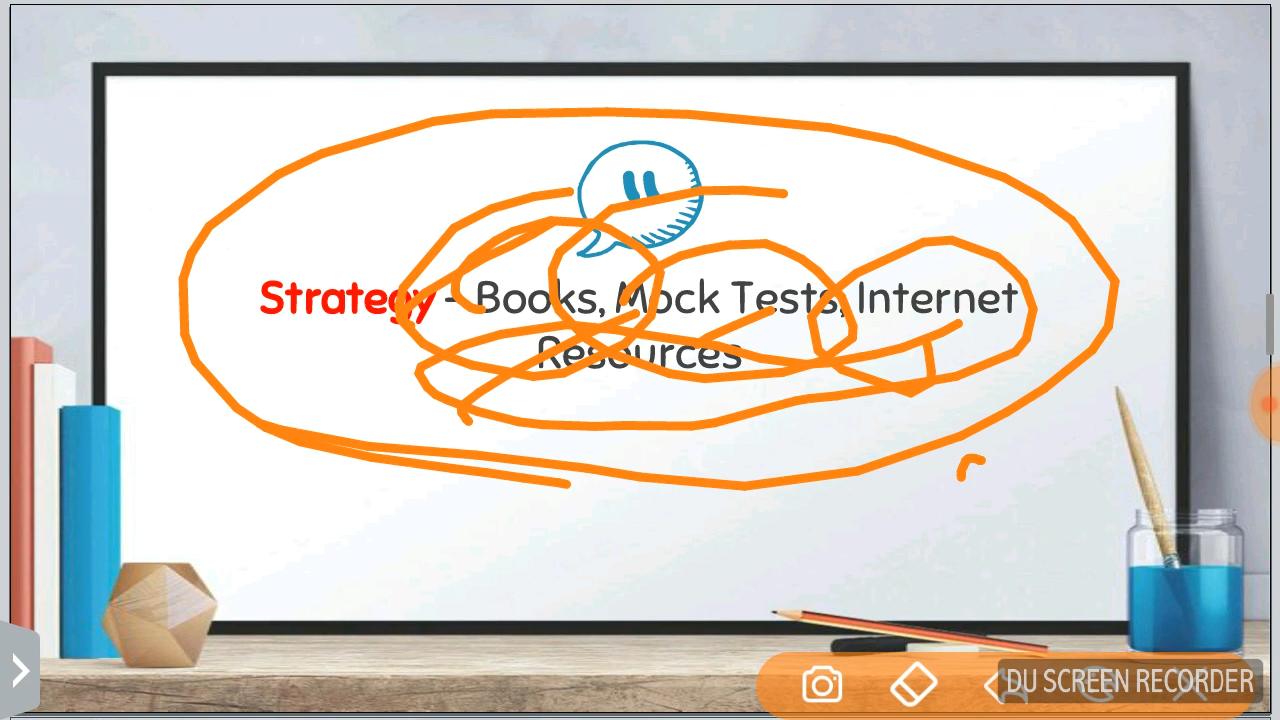 Strategy - Books, Mock Tests, Internet
Resources
DU SCREEN RECORDER